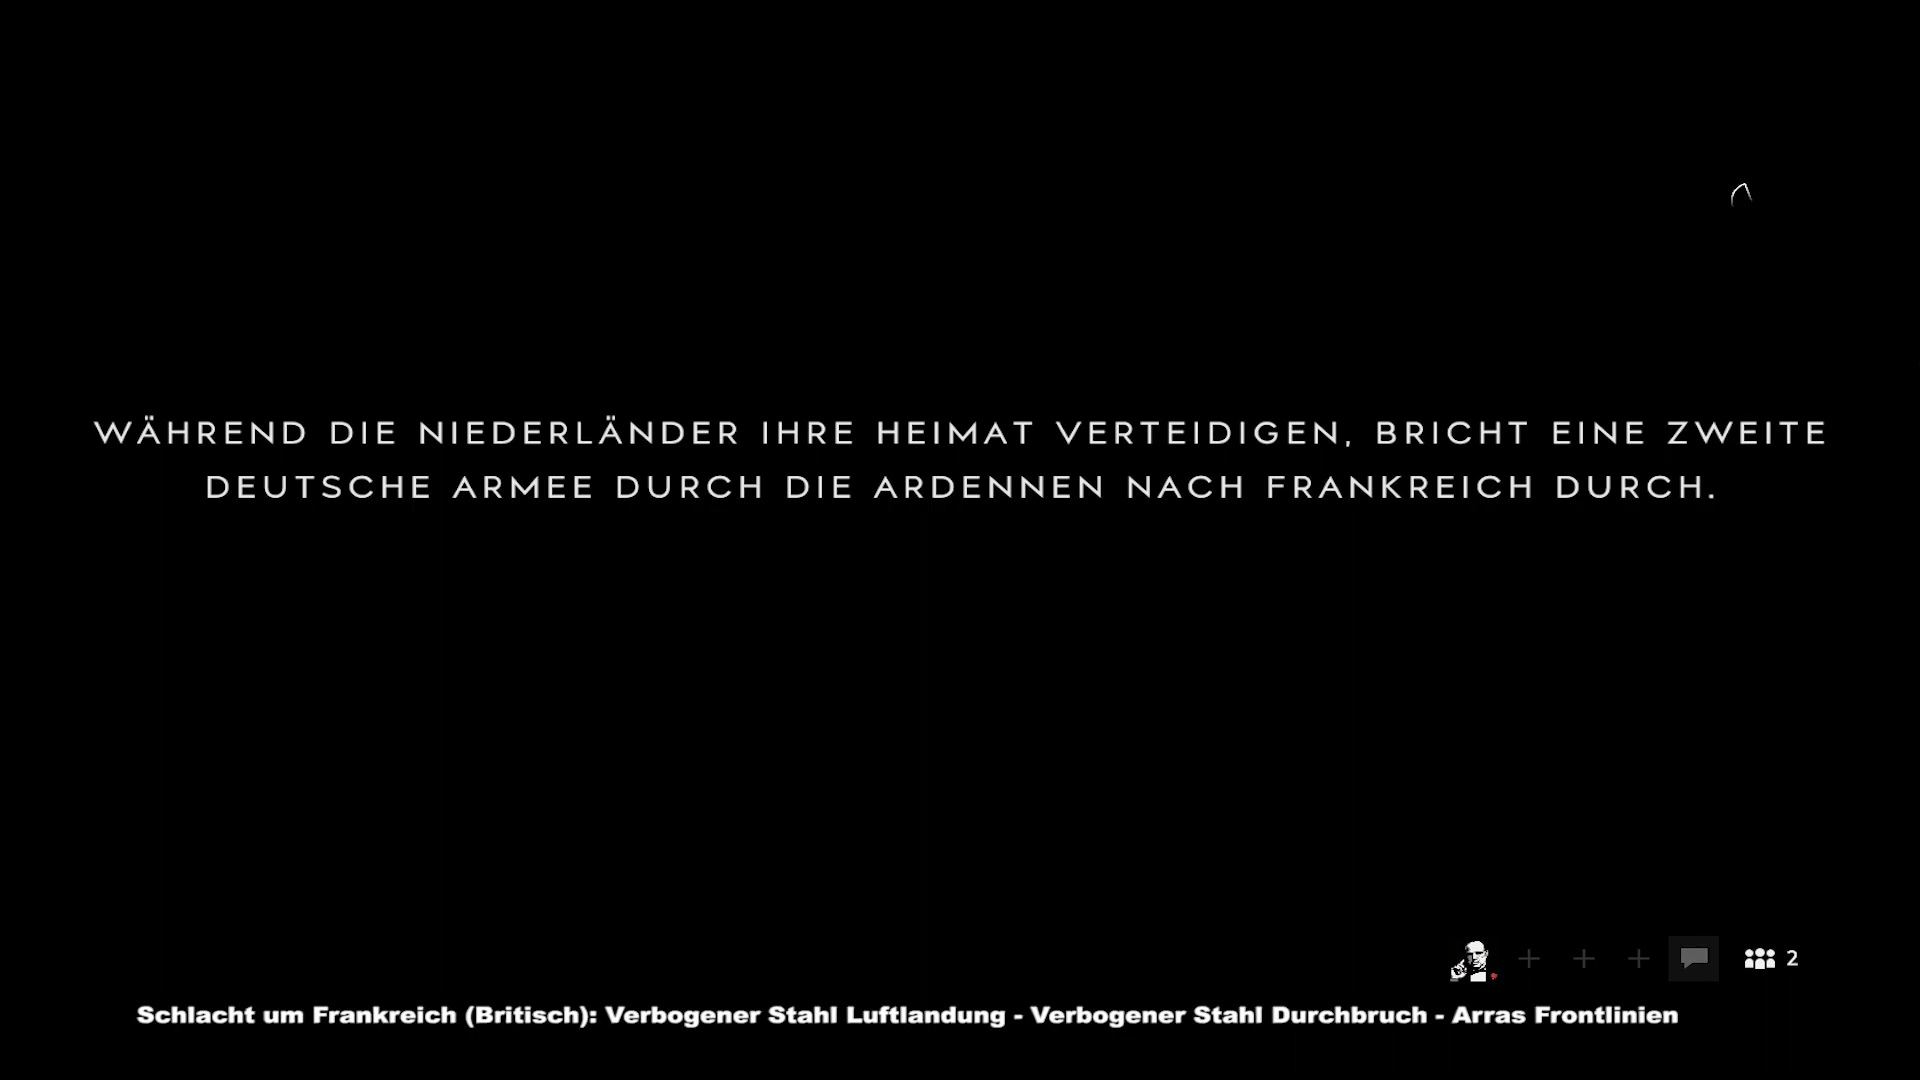 WÄHREND DIE NIEDERLÄNDER IHRE HEIMAT VERTEIDIGEN, BRICHT EINE ZWEITE
DEUTSCHE ARMEE DURCH DIE ARDENNEN NACH FRANKREICH DURCH.
2
Schlacht um Frankreich (Britisch): Verbogener Stahl Luftlandung - Verbogener Stahl Durchbruch - Arras Frontlinien